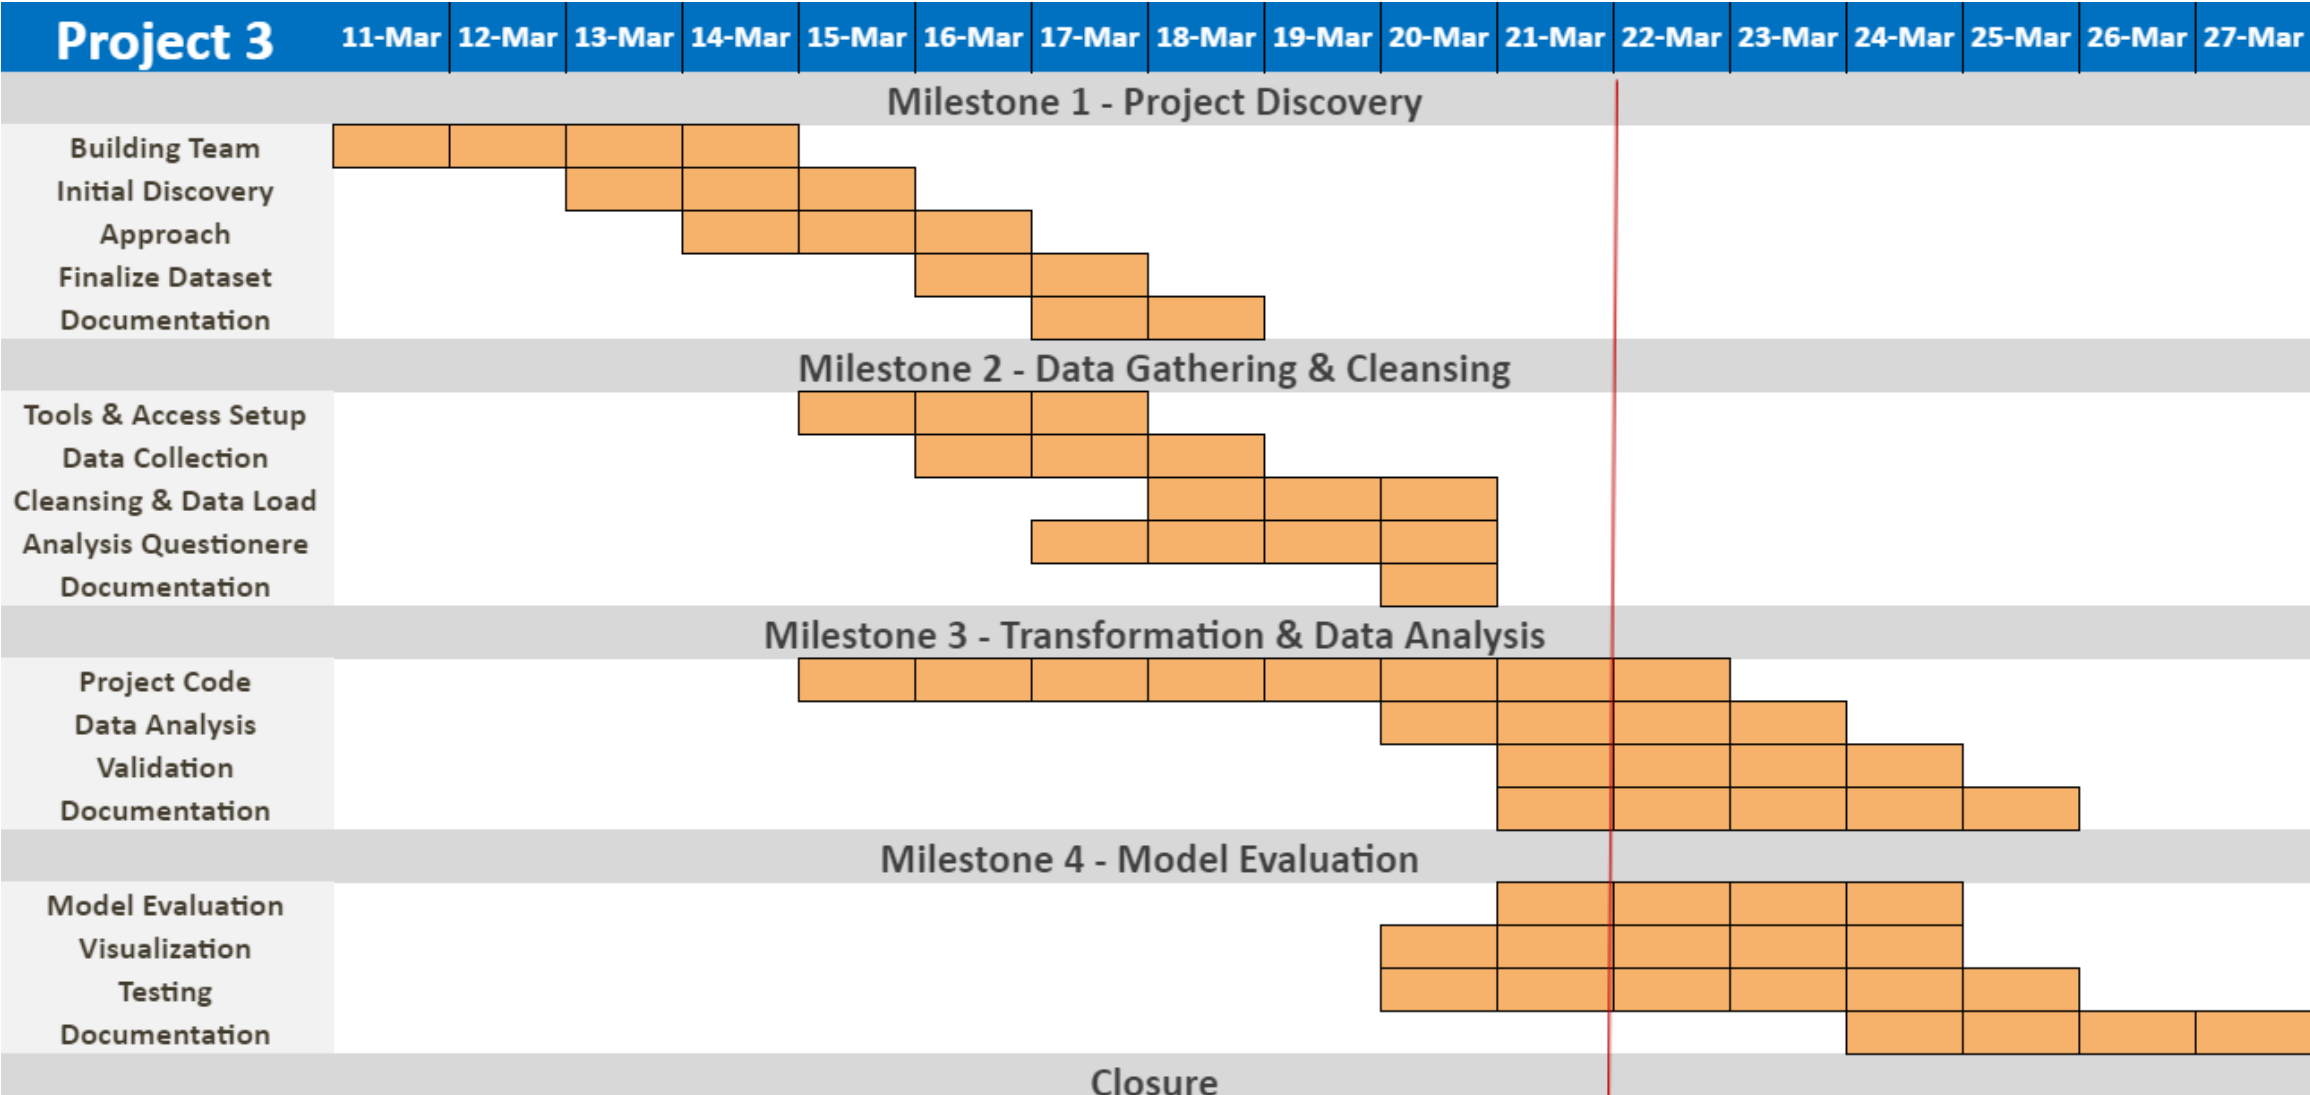 Project 3 11-Mar 12-Mar 13-Mar 14-Mar 15-Mar 16-Mar 17-Mar 18-Mar 19-Mar 20-Mar 21-Mar 22-Mar 23-Mar 24-Mar 25-Mar 26-Mar 27-Mar
Milestone 1 - Project Discovery
Building Team
Initial Discovery
Approach
Finalize Dataset
Documentation
Milestone 2 - Data Gathering & Cleansing
Tools & Access Setup
Data Collection
Cleansing & Data Load
Analysis Questionere
Documentation
Milestone 3 - Transformation & Data Analysis
Project Code
Data Analysis
Validation
Documentation
Milestone 4 - Model Evaluation
Model Evaluation
Visualization
Testing
Documentation
Closure